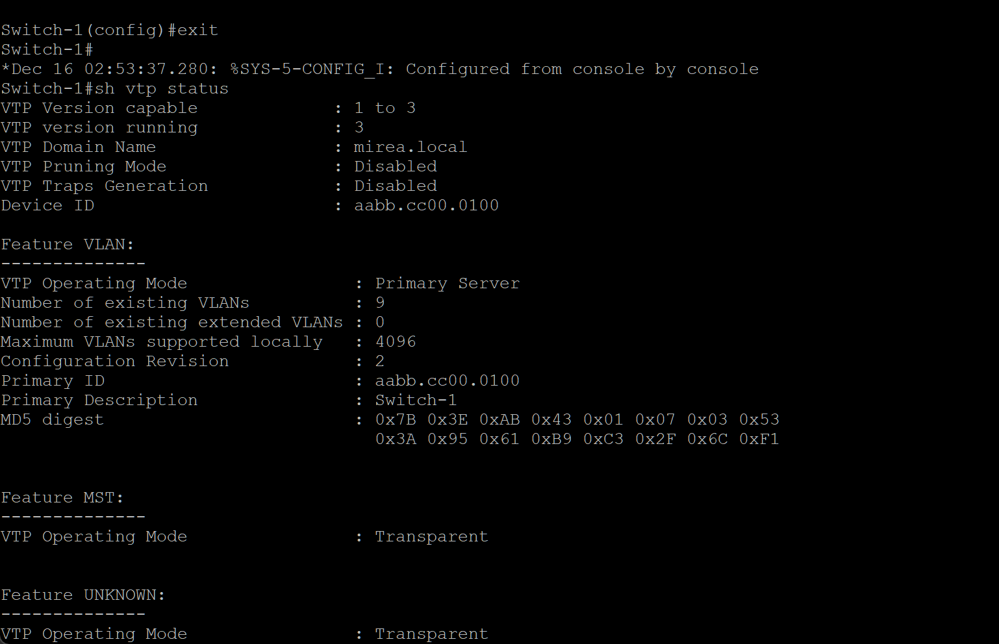 Switch-1(config)#exit
Switch-1#
*Dec 16 02:53:37.280: %SYS-5-CONFIG_I: Configured from console by console
Switch-1#sh vtp status
VTP Version capable             : 1 to 3
VTP version running             : 3
VTP Domain Name                 : mirea.local
VTP Pruning Mode                : Disabled
VTP Traps Generation            : Disabled
Device ID                       : aabb.cc00.0100
Feature VLAN:
--------------
VTP Operating Mode                : Primary Server
Number of existing VLANs          : 9
Number of existing extended VLANs : 0
Maximum VLANs supported locally   : 4096
Configuration Revision            : 2
Primary ID                        : aabb.cc00.0100
Primary Description               : Switch-1
MD5 digest                        : 0x7B 0x3E 0xAB 0x43 0x01 0x07 0x03 0x53
                                    0x3A 0x95 0x61 0xB9 0xC3 0x2F 0x6C 0xF1
Feature MST:
--------------
VTP Operating Mode                : Transparent
Feature UNKNOWN:
--------------
VTP Operating Mode                : Transparent